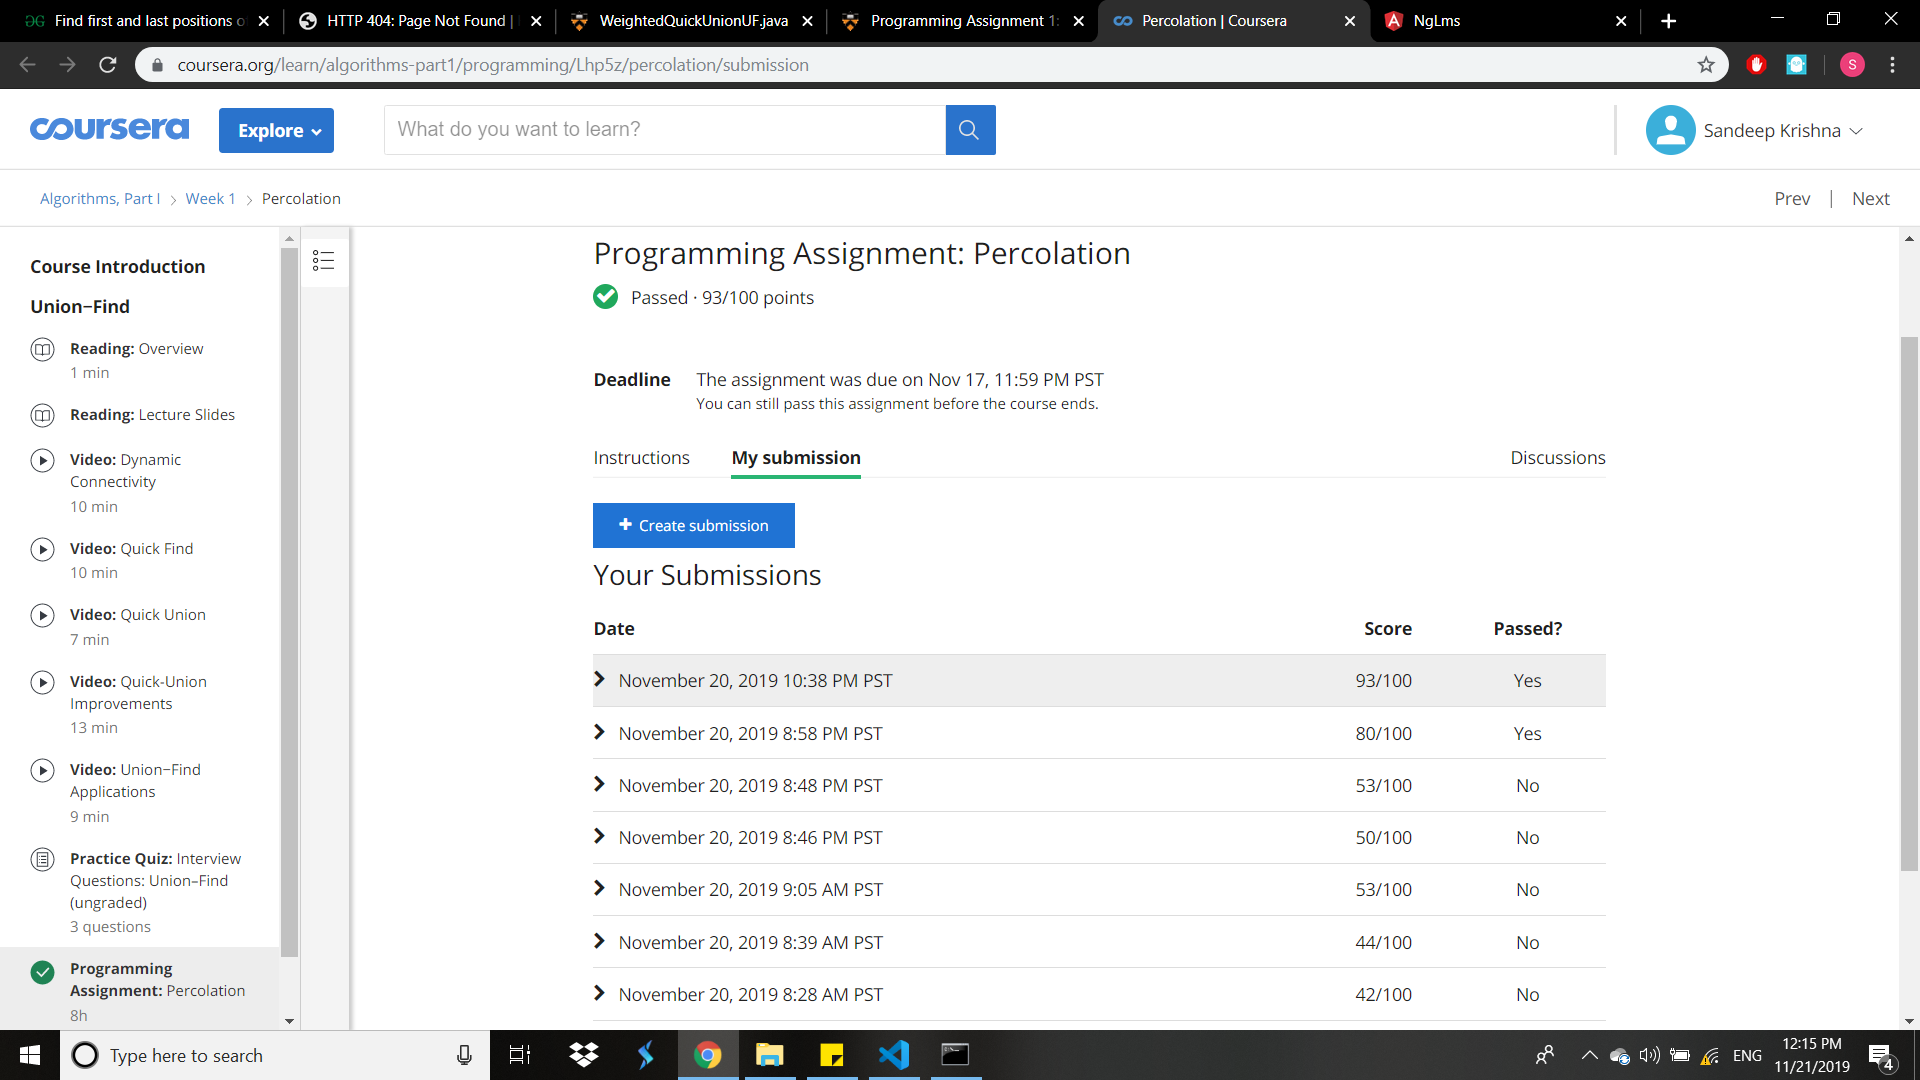 Find first and last positions o
HTTP 404: Page Not Found |
WeightedQuickUnionUF.java
Programming Assignment 1:
Percolation | Coursera
NgLms
coursera.org/learn/algorithms-part1/programming/Lhp5z/percolation/submission
S
coursera
Explore
What do you want to learn?
Sandeep Krishna
Algorithms, Part I > Week 1 > Percolation
Prev | Next
Course Introduction
Union–Find
Reading: Overview
1 min
Reading: Lecture Slides
Video: Dynamic
Connectivity
10 min
Video: Quick Find
10 min
Video: Quick Union
7 min
Video: Quick-Union
Improvements
13 min
Video: Union–Find
Applications
9 min
Practice Quiz: Interview
Questions: Union–Find
(ungraded)
3 questions
Programming
Assignment: Percolation
8h
Programming Assignment: Percolation
Passed · 93/100 points
Deadline The assignment was due on Nov 17, 11:59 PM PST
You can still pass this assignment before the course ends.
Instructions My submission Discussions
+ Create submission
Your Submissions
Date Score Passed?
November 20, 2019 10:38 PM PST 93/100 Yes
November 20, 2019 8:58 PM PST 80/100 Yes
November 20, 2019 8:48 PM PST 53/100 No
November 20, 2019 8:46 PM PST 50/100 No
November 20, 2019 9:05 AM PST 53/100 No
November 20, 2019 8:39 AM PST 44/100 No
November 20, 2019 8:28 AM PST 42/100 No
Type here to search
ENG
12:15 PM
11/21/2019
4